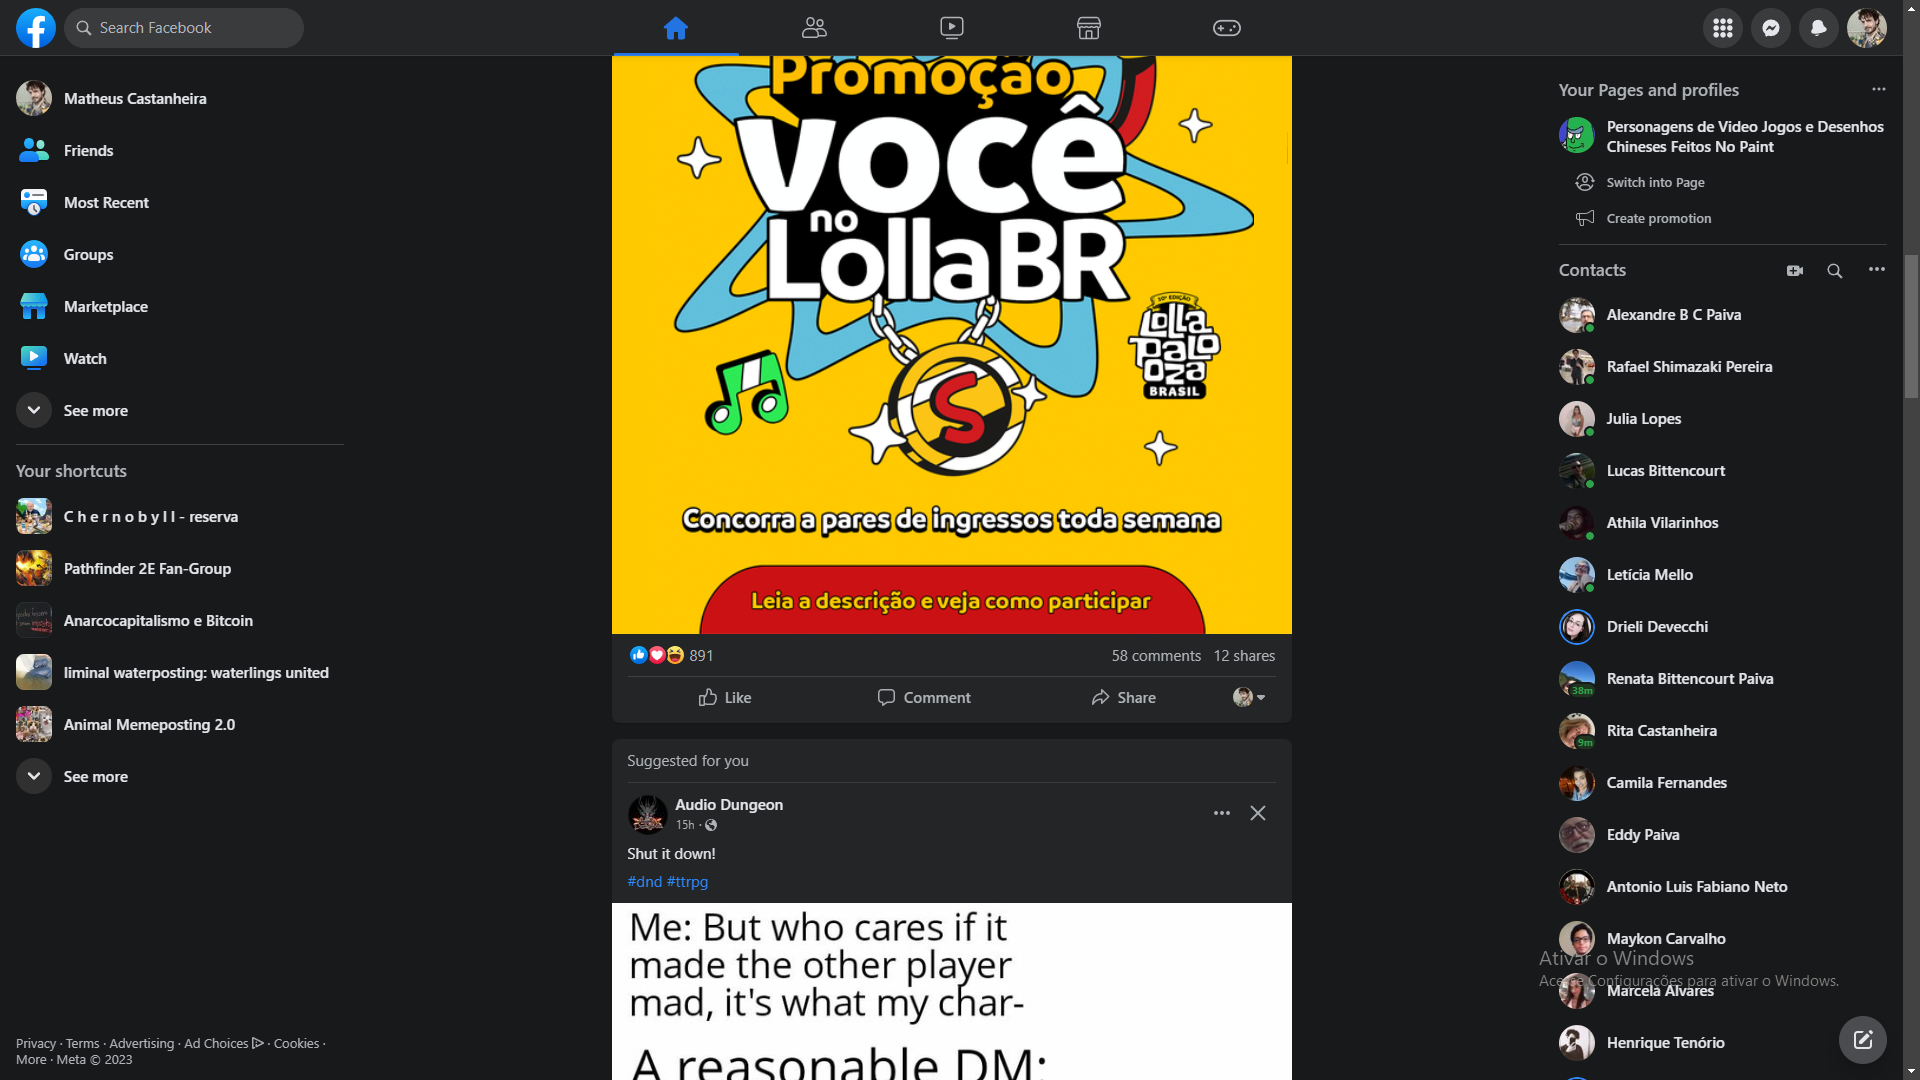 Search Facebook
Matheus Castanheira
Friends
Most Recent
Groups
Marketplace
Watch
See more
Your shortcuts
C h e r n o b y l l - reserva
Pathfinder 2E Fan-Group
Anarcocapitalismo e Bitcoin
liminal waterposting: waterlings united
Animal Memeposting 2.0
See more
Privacy · Terms · Advertising · Ad Choices · Cookies ·
More · Meta © 2023
Promoção
VOCÊ
no
LollaBR
10ª EDIÇÃO
Lolla
palo
oza
BRASIL
S
Concorra a pares de ingressos toda semana
Leia a descrição e veja como participar
891
58 comments 12 shares
Like Comment Share
Suggested for you
Audio Dungeon
15h ·
Shut it down!
#dnd #ttrpg
Me: But who cares if it
made the other player
mad, it's what my char-
A reasonable DM:
Your Pages and profiles
Personagens de Video Jogos e Desenhos
Chineses Feitos No Paint
Switch into Page
Create promotion
Contacts
Alexandre B C Paiva
Rafael Shimazaki Pereira
Julia Lopes
Lucas Bittencourt
Athila Vilarinhos
Letícia Mello
Drieli Devecchi
Renata Bittencourt Paiva
38m
Rita Castanheira
9m
Camila Fernandes
Eddy Paiva
Antonio Luis Fabiano Neto
Maykon Carvalho
Ativar o Windows
Acesse Configurações para ativar o Windows.
Marcela Alvares
Henrique Tenório